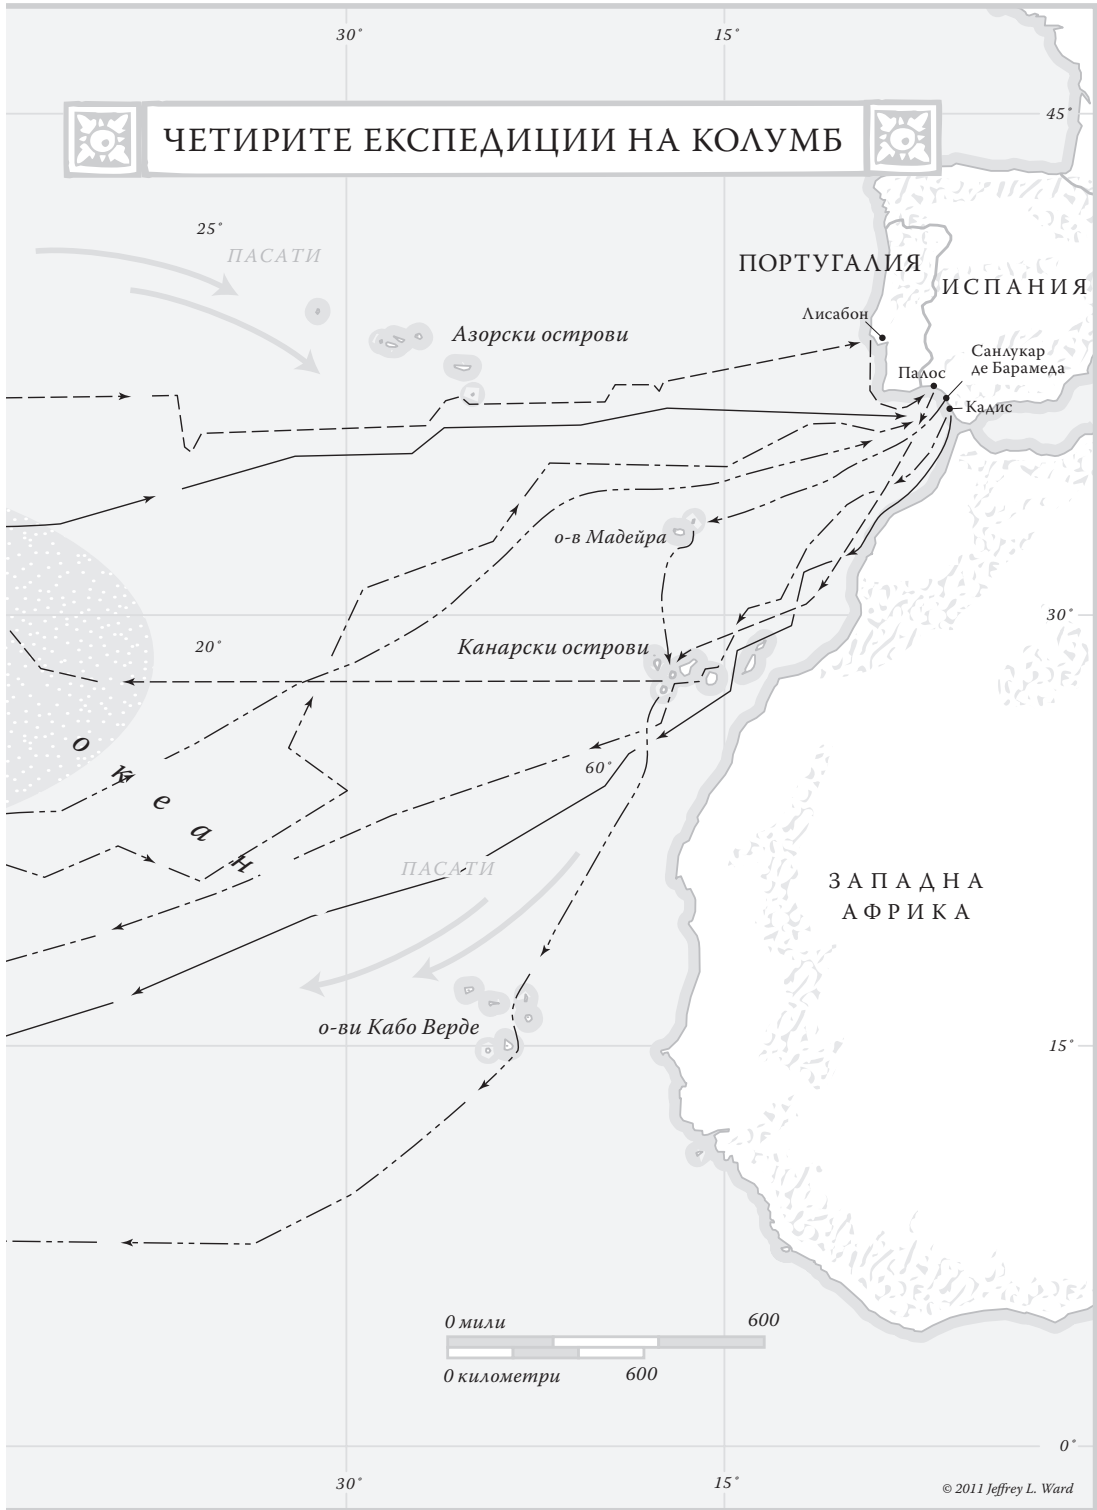 30°
15°
45°
ЧЕТИРИТЕ ЕКСПЕДИЦИИ НА КОЛУМБ
25°
ПАСАТИ
ПОРТУГАЛИЯ
ИСПАНИЯ
Лисабон
Азорски острови
Санлукар
де Барамеда
Палос
Кадис
о-в Мадейра
30°
20°
Канарски острови
океан
60°
ПАСАТИ
ЗАПАДНА
АФРИКА
о-ви Кабо Верде
15°
0 мили
600
0 километри
600
0°
30°
15°
© 2011 Jeffrey L. Ward